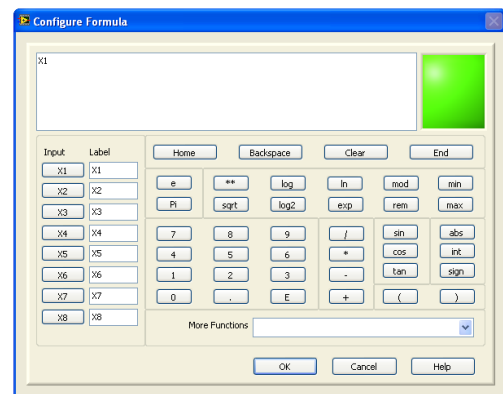 Configure Formula
X1
Input Label
Home Backspace Clear End
X1 X1
X2 X2
X3 X3
X4 X4
X5 X5
X6 X6
X7 X7
X8 X8
e ** log ln mod min
Pi sqrt log2 exp rem max
7 8 9 / sin abs
4 5 6 * cos int
1 2 3 - tan sign
0 . E + ( )
More Functions
OK Cancel Help